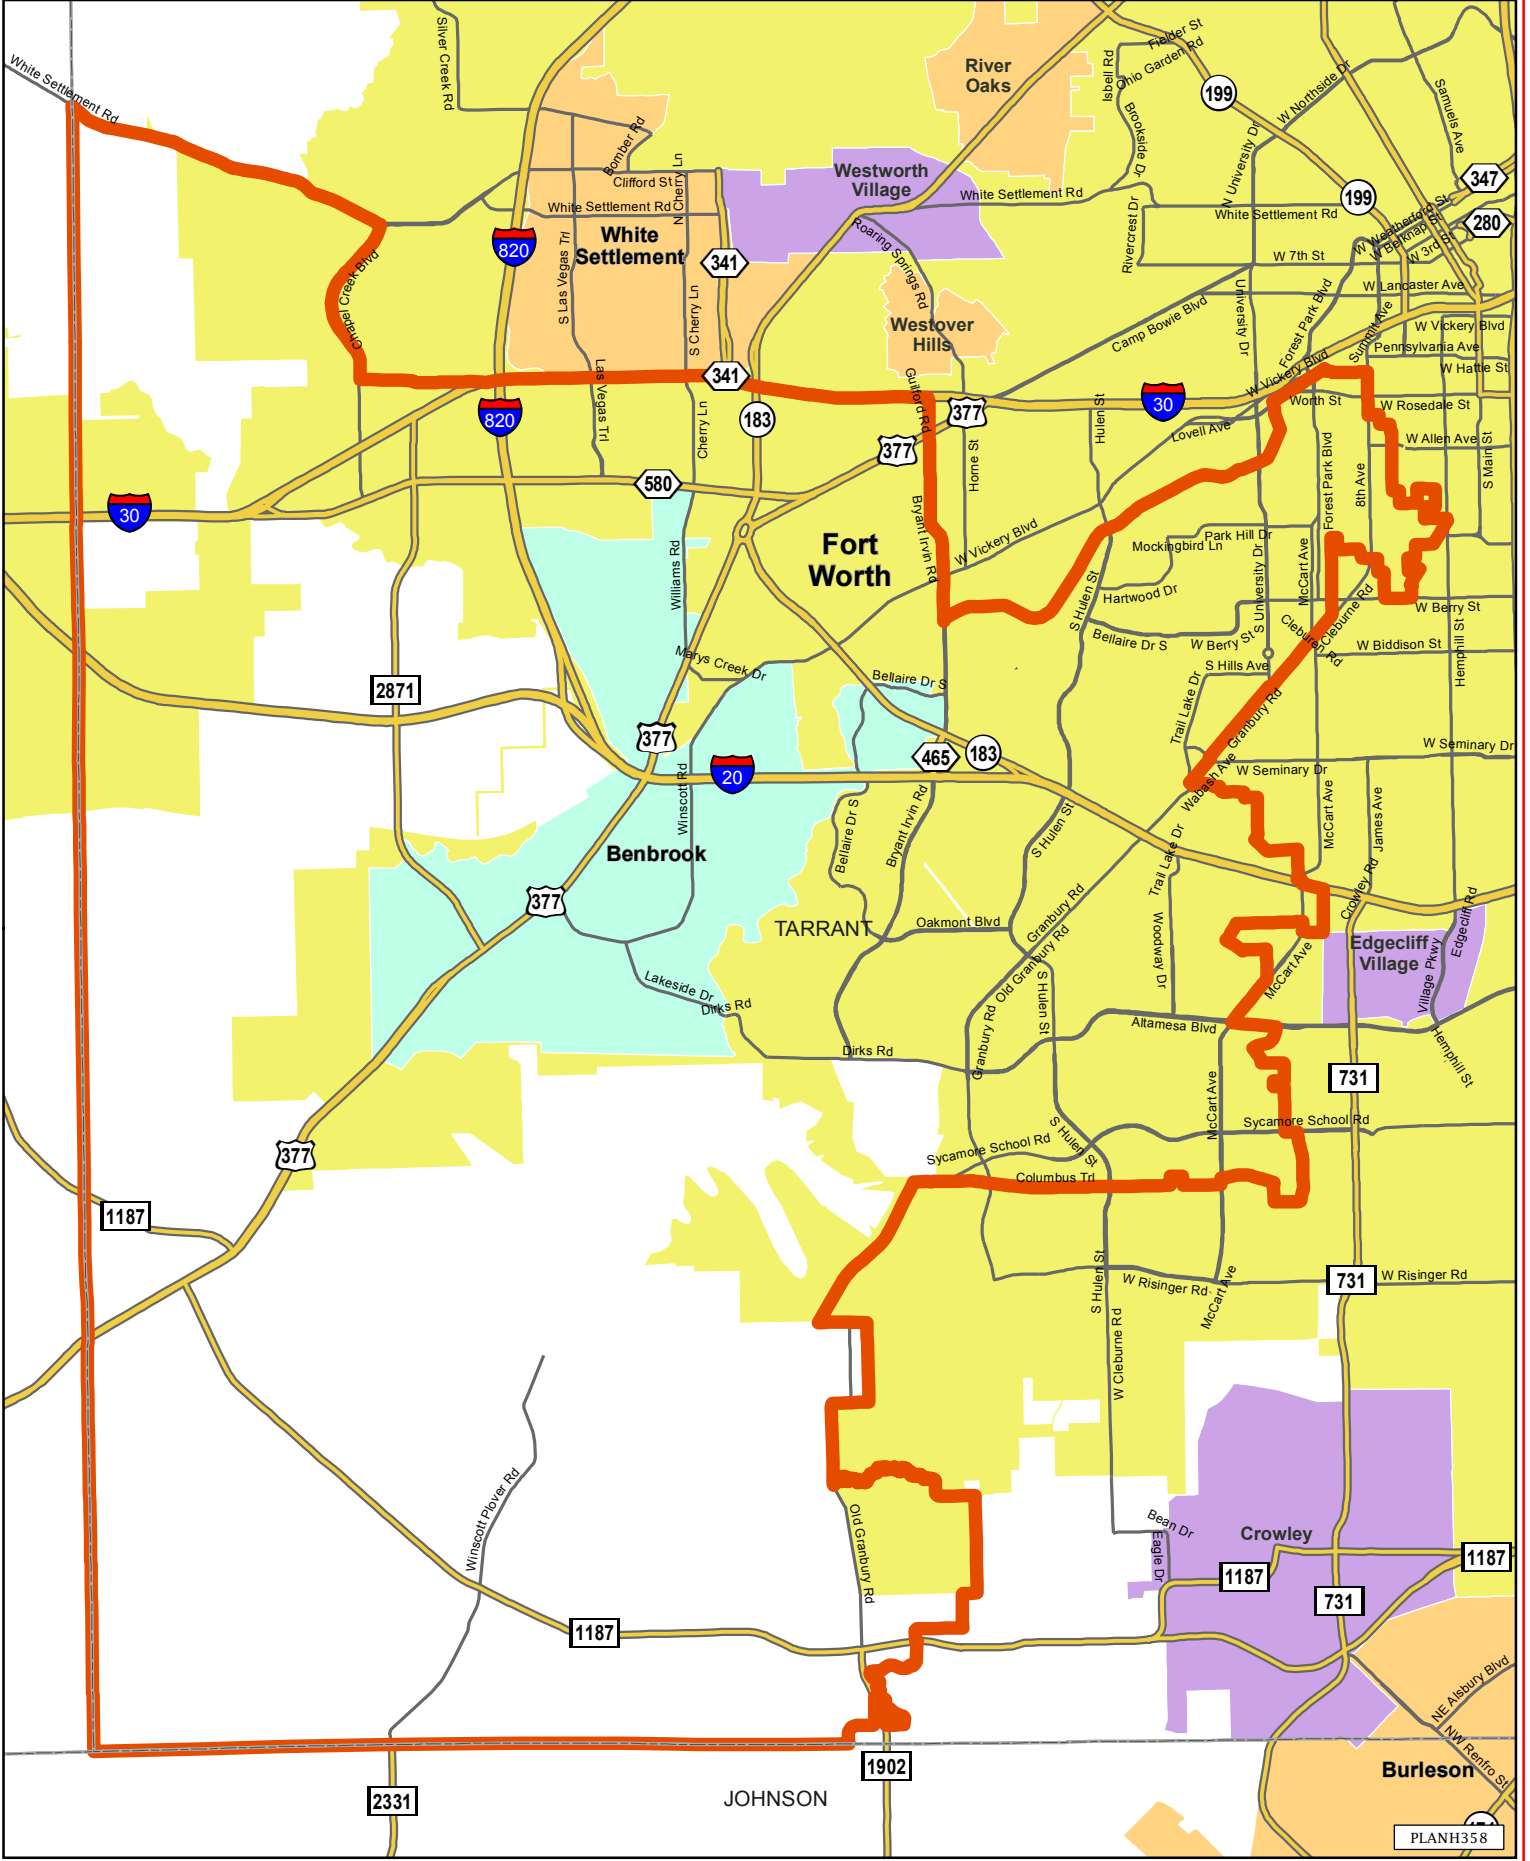 White Settlement Rd
Silver Creek Rd
Fielder St
Ohio Garden Rd
Isbell Rd
River
Oaks
199
W Northside Dr
Samuels Ave
Brookside Dr
Bomber Rd
Clifford St
N Cherry Ln
Westworth
Village
White Settlement Rd
N University Dr
347
199
280
White Settlement Rd
White Settlement Rd
W Weatherford St
W Belknap St
W 3rd St
Rivercrest Dr
White
Settlement
820
341
S Las Vegas Trl
Roaring Springs Rd
W 7th St
Chapel Creek Blvd
S Cherry Ln
University Dr
Forest Park Blvd
W Lancaster Ave
Summit Ave
Westover
Hills
Camp Bowie Blvd
W Vickery Blvd
Pennsylvania Ave
W Hattie St
W Vickery Blvd
341
Las Vegas Trl
Guilford Rd
820
183
377
30
Worth St
W Rosedale St
Cherry Ln
Hulen St
Lovell Ave
W Allen Ave
S Main St
377
Horne St
Forest Park Blvd
8th Ave
580
30
Bryant Irvin Rd
Fort
Worth
W Vickery Blvd
Williams Rd
Park Hill Dr
Mockingbird Ln
McCart Ave
S University Dr
Hartwood Dr
S Hulen St
W Berry St
Cleburne Rd
Cleburen Rd
Bellaire Dr S
W Berry St
W Biddison St
Hemphill St
Marys Creek Dr
Bellaire Dr S
S Hills Ave
2871
Trail Lake Dr
Granbury Rd
377
465
183
W Seminary Dr
W Seminary Dr
20
Winscott Rd
Wabash Ave
Bellaire Dr S
Bryant Irvin Rd
S Hulen St
McCart Ave
James Ave
Benbrook
Trail Lake Dr
Crowley Rd
377
TARRANT
Oakmont Blvd
Granbury Rd
Old Granbury Rd
Woodway Dr
Edgecliff Rd
Edgecliff
Village
Village Pkwy
McCart Ave
Lakeside Dr
Dirks Rd
S Hulen St
Altamesa Blvd
Granbury Rd
Dirks Rd
Hemphill St
731
McCart Ave
Sycamore School Rd
S Hulen St
Sycamore School Rd
377
Columbus Trl
1187
S Hulen St
W Risinger Rd
McCart Ave
731
W Risinger Rd
W Cleburne Rd
Winscott Plover Rd
Old Granbury Rd
Bean Dr
Eagle Dr
Crowley
1187
1187
731
1187
NE Alsbury Blvd
NW Renfro St
1902
Burleson
2331
JOHNSON
PLANH358